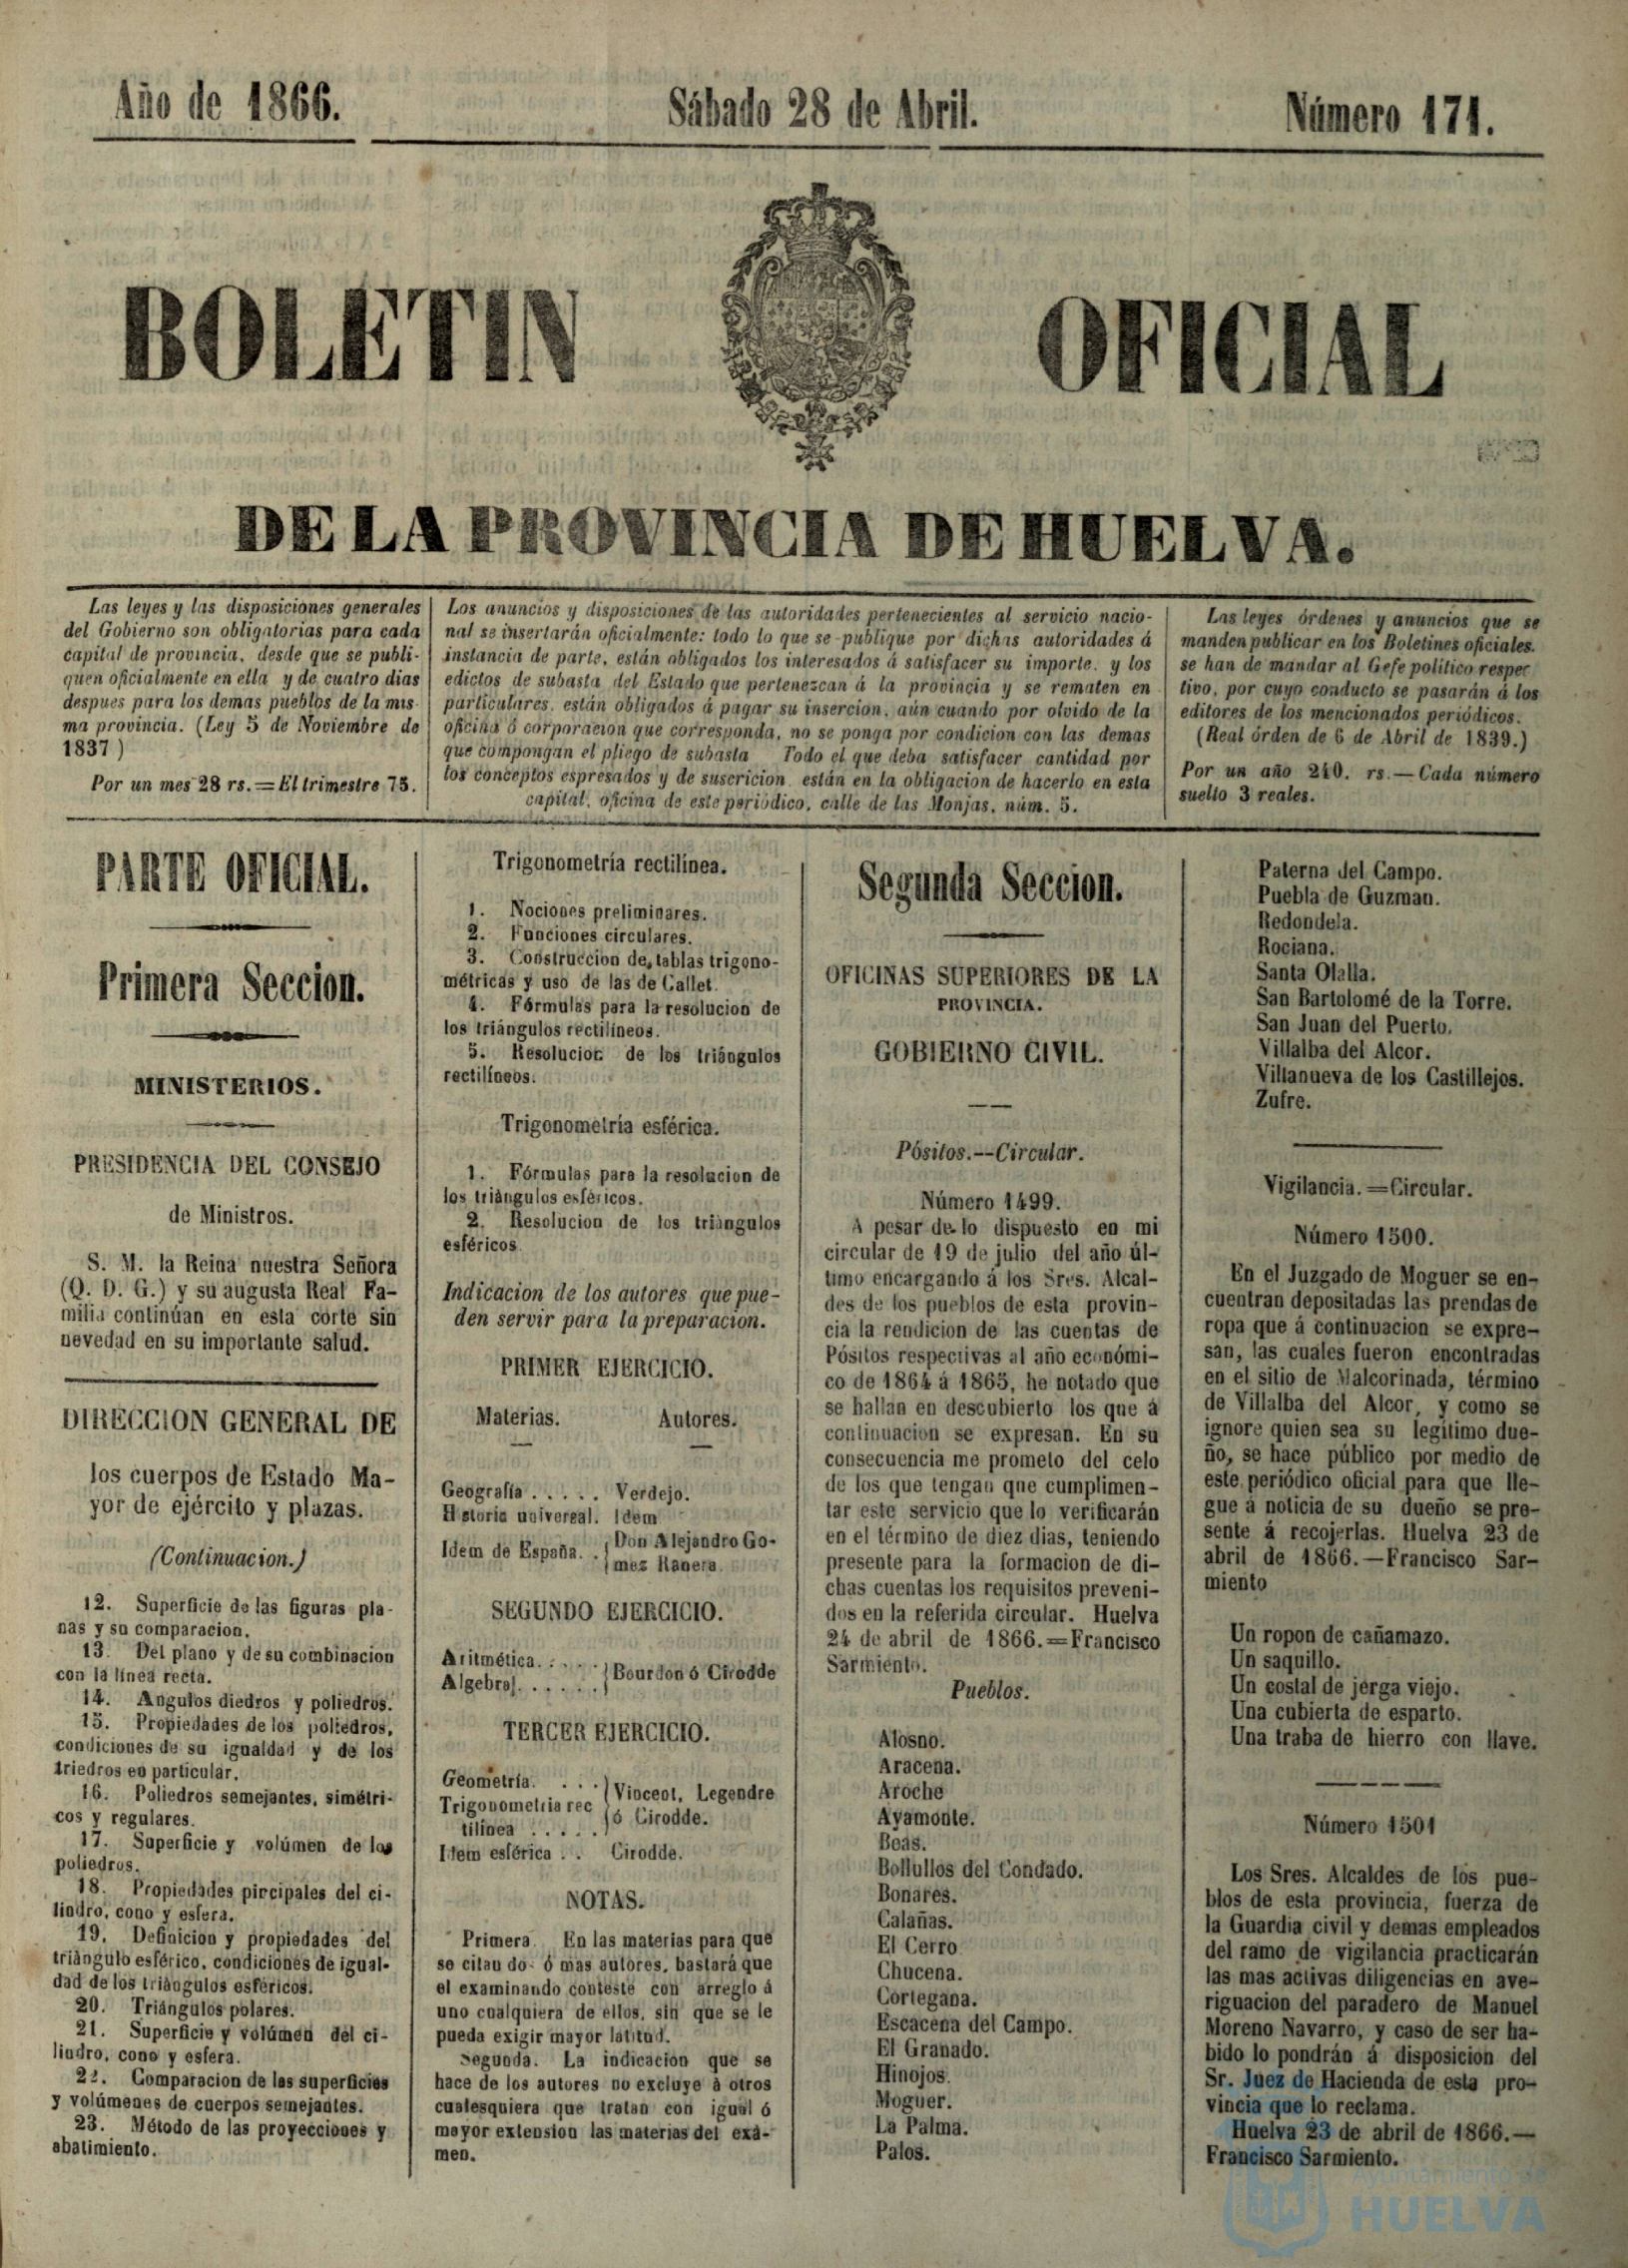 Año de 1866.
Sábado 28 de Abril.
Número 171.
BOLETIN OFICIAL
DE LA PROVINCIA DE HUELVA.
Las leyes y las disposiciones generales
del Gobierno son obligatorias para cada
capital de provincia, desde que se publi-
quen oficialmente en ella y de cuatro dias
despues para los demas pueblos de la mis-
ma provincia. (Ley 3 de Noviembre de
1837 )
Por un mes 28 rs.=El trimestre 75.
Los anuncios y disposiciones de las autoridades pertenecientes al servicio nacio-
nal se insertarán oficialmente: todo lo que se publique por dichas autoridades á
instancia de parte, están obligados los interesados á satisfacer su importe. y los
edictos de subasta del Estado que pertenezcan á la provincia y se rematen en
particulares, están obligados á pagar su insercion, aún cuando por olvido de la
oficina ó corporacion que corresponda, no se ponga por condicion con las demas
que compongan el pliego de subasta Todo el que deba satisfacer cantidad por
los conceptos espresados y de suscricion están en la obligacion de hacerlo en esta
capital, oficina de este periódico, calle de las Monjas, núm. 5.
Las leyes órdenes y anuncios que se
manden publicar en los Boletines oficiales.
se han de mandar al Gefe político respec
tivo, por cuyo conducto se pasarán á los
editores de los mencionados periódicos.
(Real órden de 6 de Abril de 1839.)
Por un año 240. rs.—Cada número
suelto 3 reales.
PARTE OFICIAL.
Primera Seccion.
MINISTERIOS.
PRESIDENCIA DEL CONSEJO
de Ministros.
S. M. la Reina nuestra Señora
(Q. D. G.) y su augusta Real Fa-
milia continúan en esta corte sin
nevedad en su importante salud.
DIRECCION GENERAL DE
los cuerpos de Estado Ma-
yor de ejército y plazas.
(Continuacion.)
12. Superficie de las figuras pla-
nas y su comparacion.
13. Del plano y de su combinacion
con la línea recta.
14. Angulos diedros y poliedros.
15. Propiedades de los poliedros,
condiciones de su igualdad y de los
triedros en particular.
16. Poliedros semejantes, simétri-
cos y regulares.
17. Superficie y volúmen de los
poliedros.
18. Propiedades pircipales del ci-
lindro, cono y esfera.
19. Definicion y propiedades del
triángulo esférico, condiciones de igual-
dad de los triángulos esféricos.
20. Triángulos polares.
21. Superficie y volúmen del ci-
lindro, cono y esfera.
22. Comparacion de las superficies
y volúmenes de cuerpos semejantes.
23. Método de las proyecciones y
abatimiento.
Trigonometría rectilínea.
1. Nociones preliminares.
2. Funciones circulares.
3. Construccion de tablas trigono-
métricas y uso de las de Callet.
4. Fórmulas para la resolucion de
los triángulos rectilíneos.
5. Resolucion de los triángulos
rectilíneos.
Trigonometría esférica.
1. Fórmulas para la resolucion de
los triángulos esféricos.
2. Resolucion de los triángulos
esféricos.
Indicacion de los autores que pue-
den servir para la preparacion.
PRIMER EJERCICIO.
Materias. Autores.
Geografía . . . . . Verdejo.
Historia universal. Idem
Idem de España. . Don Alejandro Go-
mez Ranera.
SEGUNDO EJERCICIO.
Aritmética. . . . .
Algebra. . . . . . Bourdon ó Cirodde
TERCER EJERCICIO.
Geometría. . . . Vincent, Legendre
Trigonometria rec ó Cirodde.
tilínea . . . . .
Idem esférica . . Cirodde.
NOTAS.
Primera. En las materias para que
se citan do- ó mas autores, bastará que
el examinando conteste con arreglo á
uno cualquiera de ellos, sin que se le
pueda exigir mayor latitud.
Segunda. La indicacion que se
hace de los autores no excluye á otros
cualesquiera que tratan con igual ó
mayor extension las materias del exá-
men.
Segunda Seccion.
OFICINAS SUPERIORES DE LA
PROVINCIA.
GOBIERNO CIVIL.
Pósitos.--Circular.
Número 1499.
A pesar de lo dispuesto en mi
circular de 19 de julio del año úl-
timo encargando á los Sres. Alcal-
des de los pueblos de esta provin-
cia la rendicion de las cuentas de
Pósitos respectivas al año económi-
co de 1864 á 1865, he notado que
se hallan en descubierto los que á
continuacion se expresan. En su
consecuencia me prometo del celo
de los que tengan qne cumplimen-
tar este servicio que lo verificarán
en el término de diez dias, teniendo
presente para la formacion de di-
chas cuentas los requisitos preveni-
dos en la referida circular. Huelva
24 de abril de 1866.=Francisco
Sarmiento.
Pueblos.
Alosno.
Aracena.
Aroche
Ayamonte.
Beas.
Bollullos del Condado.
Bonares.
Calañas.
El Cerro
Chucena.
Cortegana.
Escacena del Campo.
El Granado.
Hinojos.
Moguer.
La Palma.
Palos.
Paterna del Campo.
Puebla de Guzman.
Redondela.
Rociana.
Santa Olalla.
San Bartolomé de la Torre.
San Juan del Puerto.
Villalba del Alcor.
Villanueva de los Castillejos.
Zufre.
Vigilancia.=Circular.
Número 1500.
En el Juzgado de Moguer se en-
cuentran depositadas las prendas de
ropa que á continuacion se expre-
san, las cuales fueron encontradas
en el sitio de Malcorinada, término
de Villalba del Alcor, y como se
ignore quien sea su legítimo due-
ño, se hace público por medio de
este periódico oficial para que lle-
gue á noticia de su dueño se pre-
sente á recojerlas. Huelva 23 de
abril de 1866.—Francisco Sar-
miento
Un ropon de cañamazo.
Un saquillo.
Un costal de jerga viejo.
Una cubierta de esparto.
Una traba de hierro con llave.
Número 1501
Los Sres. Alcaldes de los pue-
blos de esta provincia, fuerza de
la Guardia civil y demas empleados
del ramo de vigilancia practicarán
las mas activas diligencias en ave-
riguacion del paradero de Manuel
Moreno Navarro, y caso de ser ha-
bido lo pondrán á disposicion del
Sr. Juez de Hacienda de esta pro-
vincia que lo reclama.
Huelva 23 de abril de 1866.—
Francisco Sarmiento.
Ayuntamiento de
HUELVA